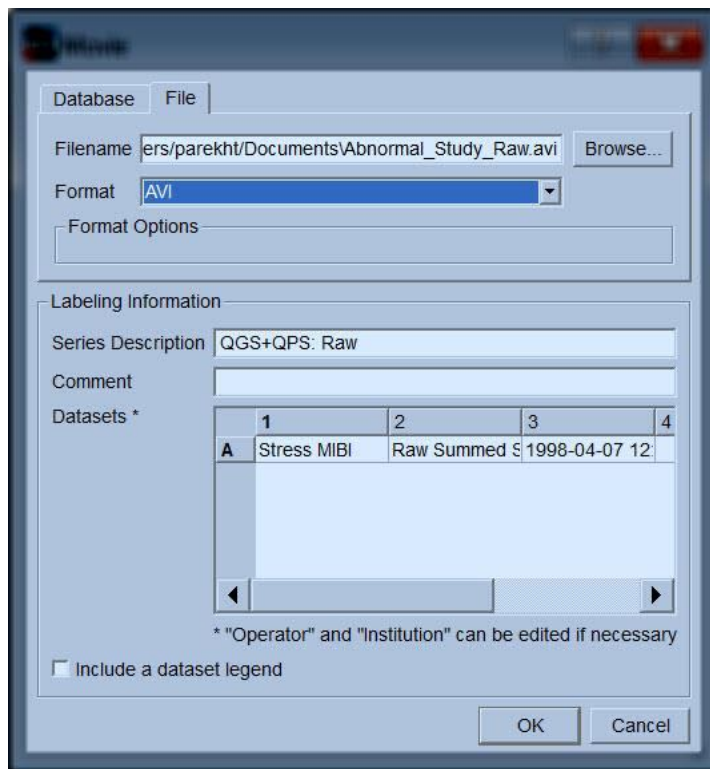 Movie
Database File
Filename ers/parekht/Documents\Abnormal_Study_Raw.avi Browse...
Format AVI
Format Options
Labeling Information
Series Description QGS+QPS: Raw
Comment
Datasets *
1 2 3 4
A Stress MIBI Raw Summed S 1998-04-07 12:
* "Operator" and "Institution" can be edited if necessary
Include a dataset legend
OK Cancel